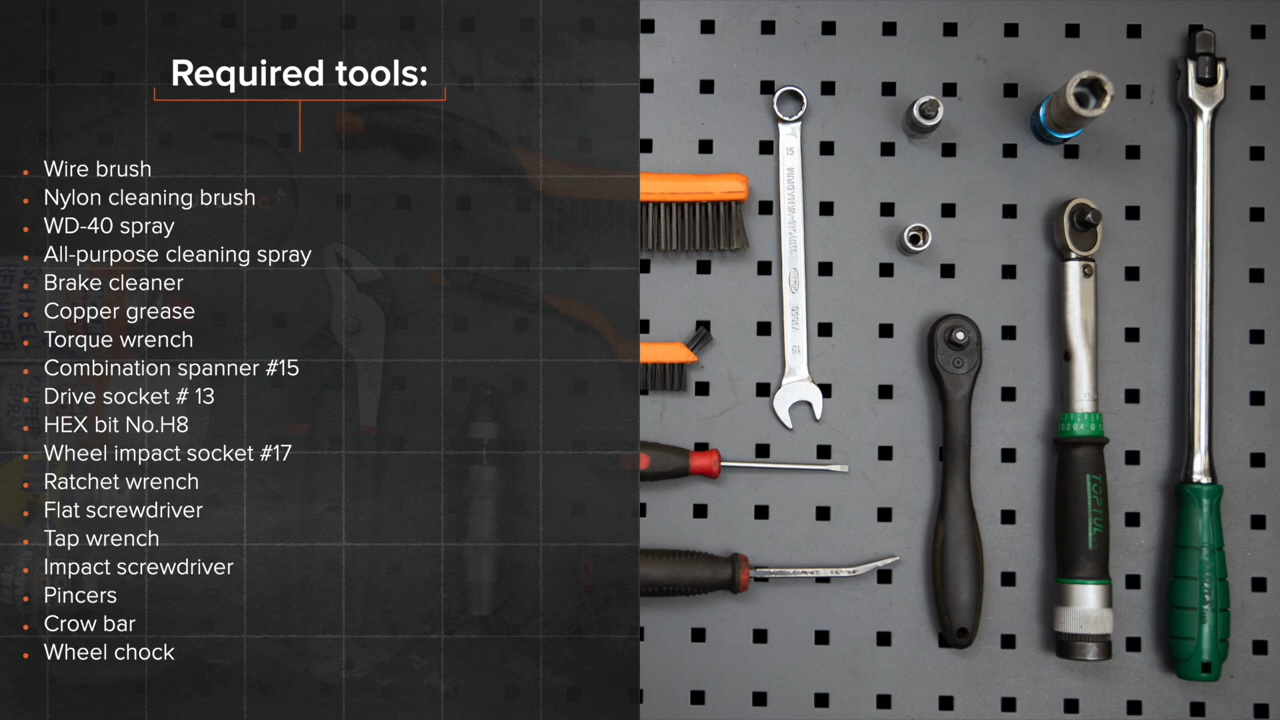 Required tools:
Wire brush
Nylon cleaning brush
WD-40 spray
All-purpose cleaning spray
Brake cleaner
Copper grease
Torque wrench
Combination spanner #15
Drive socket # 13
HEX bit No.H8
Wheel impact socket #17
Ratchet wrench
Flat screwdriver
Tap wrench
Impact screwdriver
Pincers
Crow bar
Wheel chock
15
TOPTUL